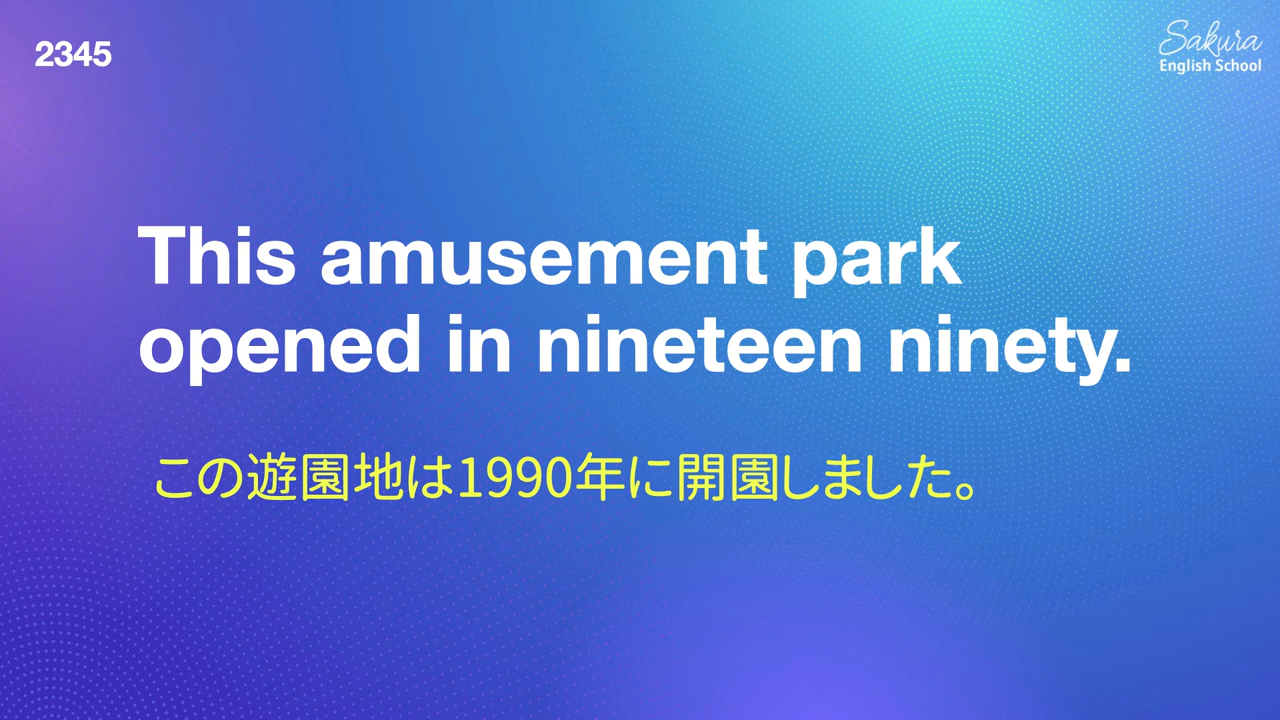 2345
Sakura
English School
This amusement park
opened in nineteen ninety.
この遊園地は1990年に開園しました。